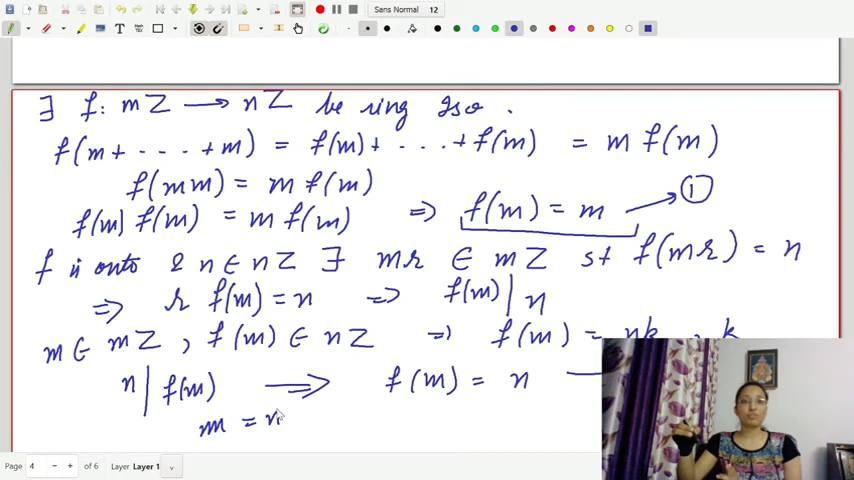 Sans Normal 12
∃ f: mZ → nZ be ring Iso.
f(m+ - - - - +m) = f(m)+ - - - +f(m) = m f(m)
f(mm) = m f(m)
f(m) f(m) = m f(m) ⇒ f(m) = m → ①
f is onto & n ∈ nZ ∃ mr ∈ mZ st f(mr) = n
⇒ r f(m) = n ⇒ f(m) | n
m ∈ mZ, f(m) ∈ nZ ⇒ f(m) = nk, k
n | f(m) ⇒ f(m) = n
m = n
Page 4 of 6 Layer Layer 1